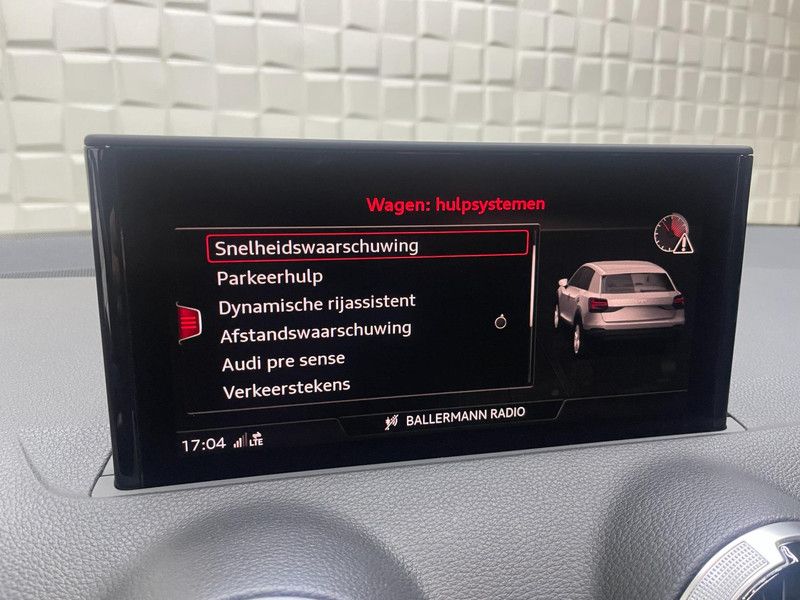 Wagen: hulpsystemen
Snelheidswaarschuwing
Parkeerhulp
Dynamische rijassistent
Afstandswaarschuwing
Audi pre sense
Verkeerstekens
BALLERMANN RADIO
17:04 LTE